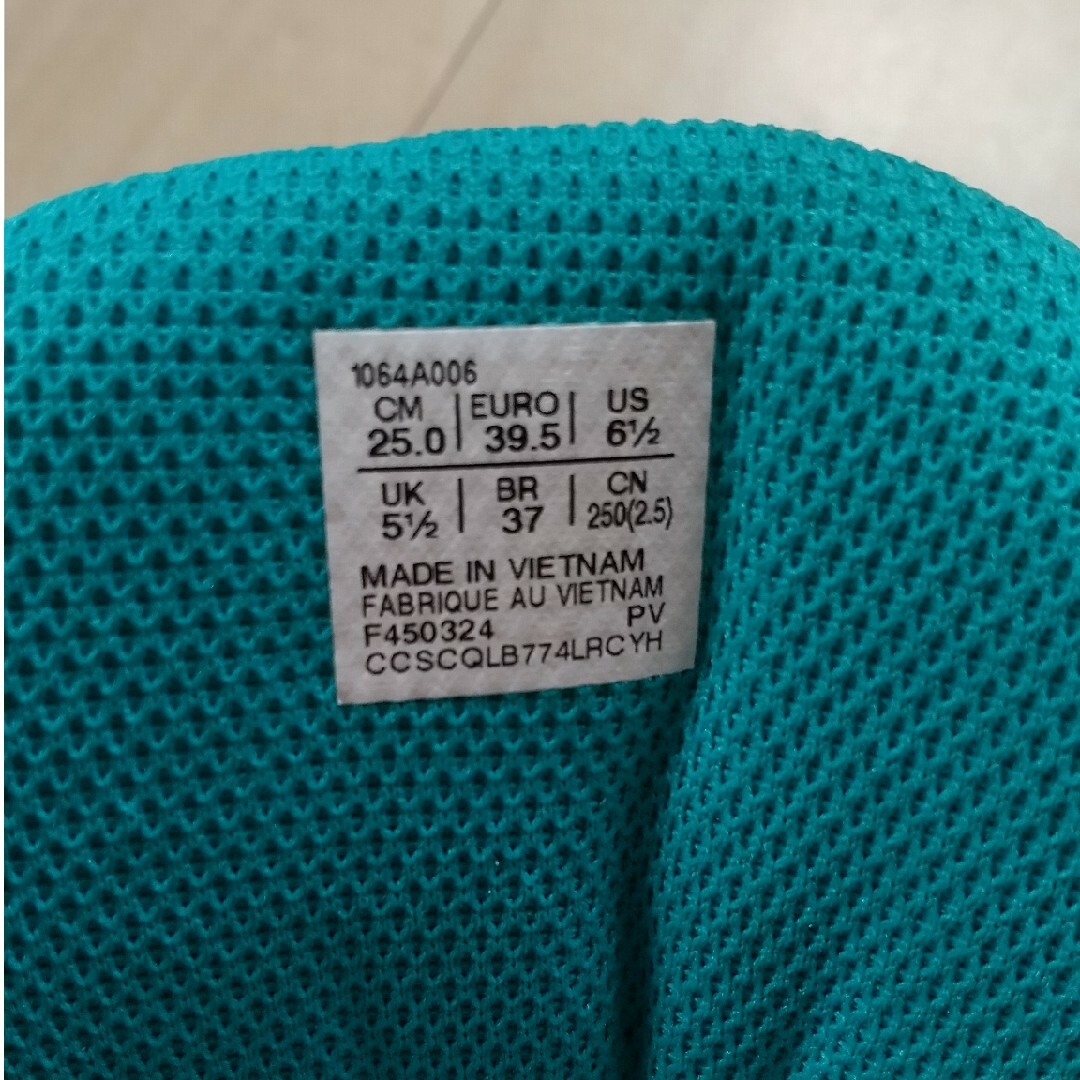 1064A006
CM | EURO | US
25.0 | 39.5 | 6½
UK | BR | CN
5½ | 37 | 250(2.5)
MADE IN VIETNAM
FABRIQUE AU VIETNAM
F450324 PV
CCSCQLB774LRCYH